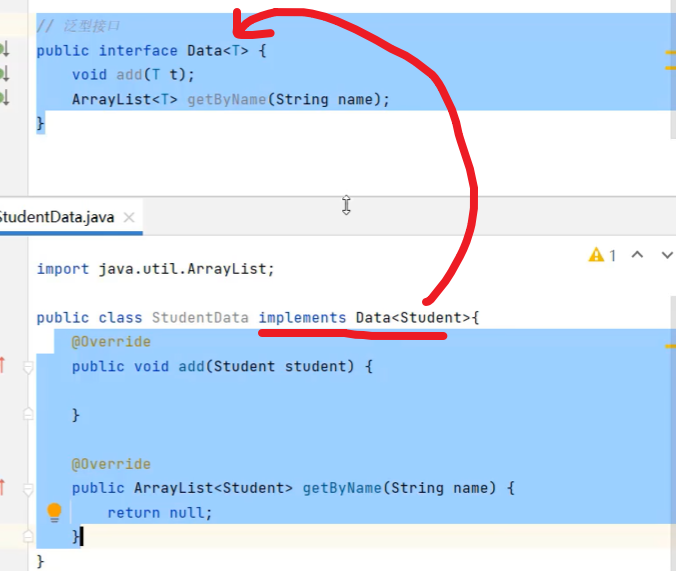 // 泛型接口
public interface Data<T> {
void add(T t);
ArrayList<T> getByName(String name);
}
StudentData.java
1
import java.util.ArrayList;
public class StudentData implements Data<Student>{
@Override
public void add(Student student) {
}
@Override
public ArrayList<Student> getByName(String name) {
return null;
}
}